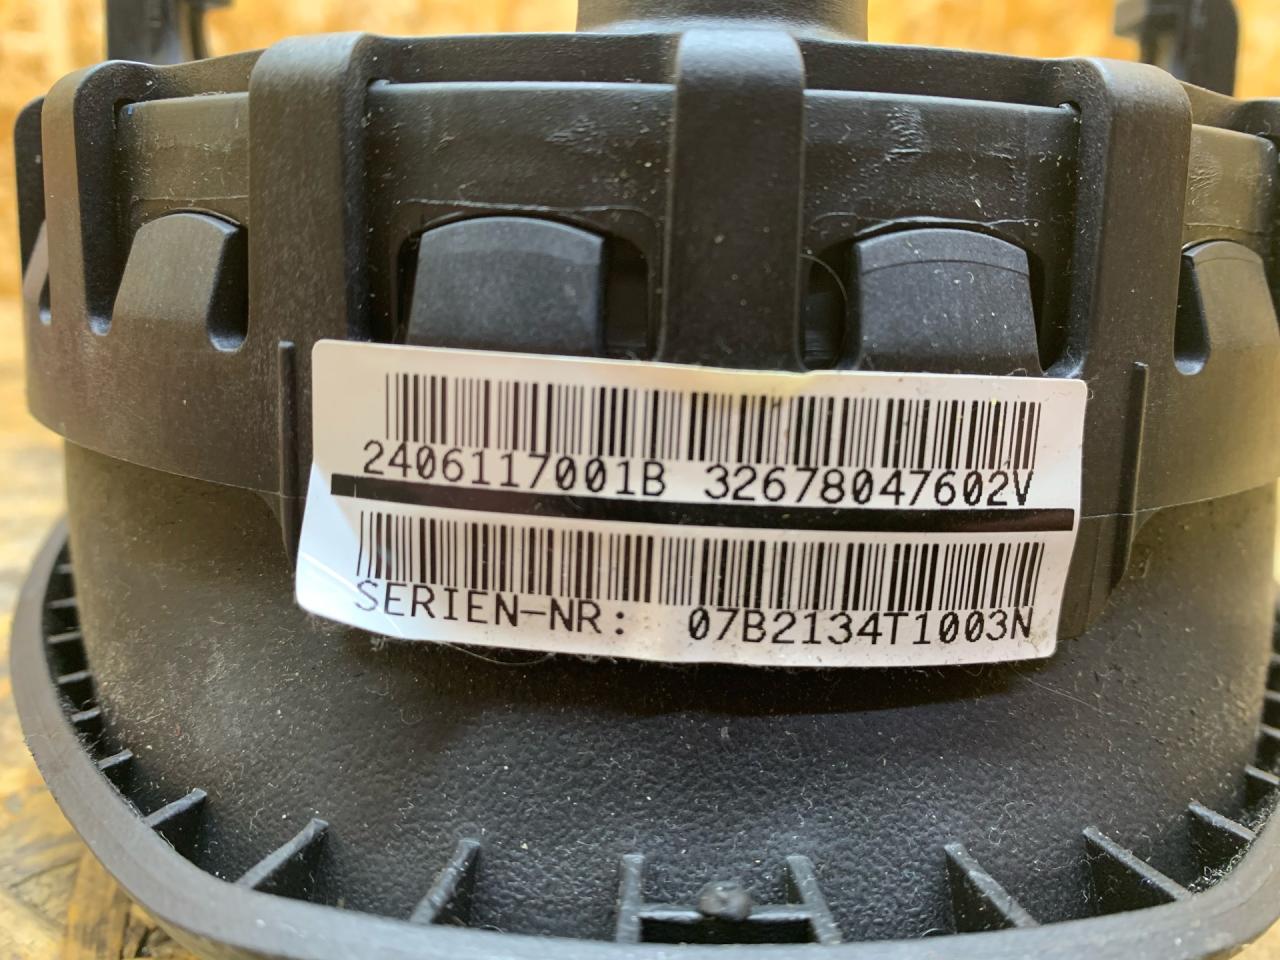 2406117001B 32678047602V
SERIEN-NR: 07B2134T1003N